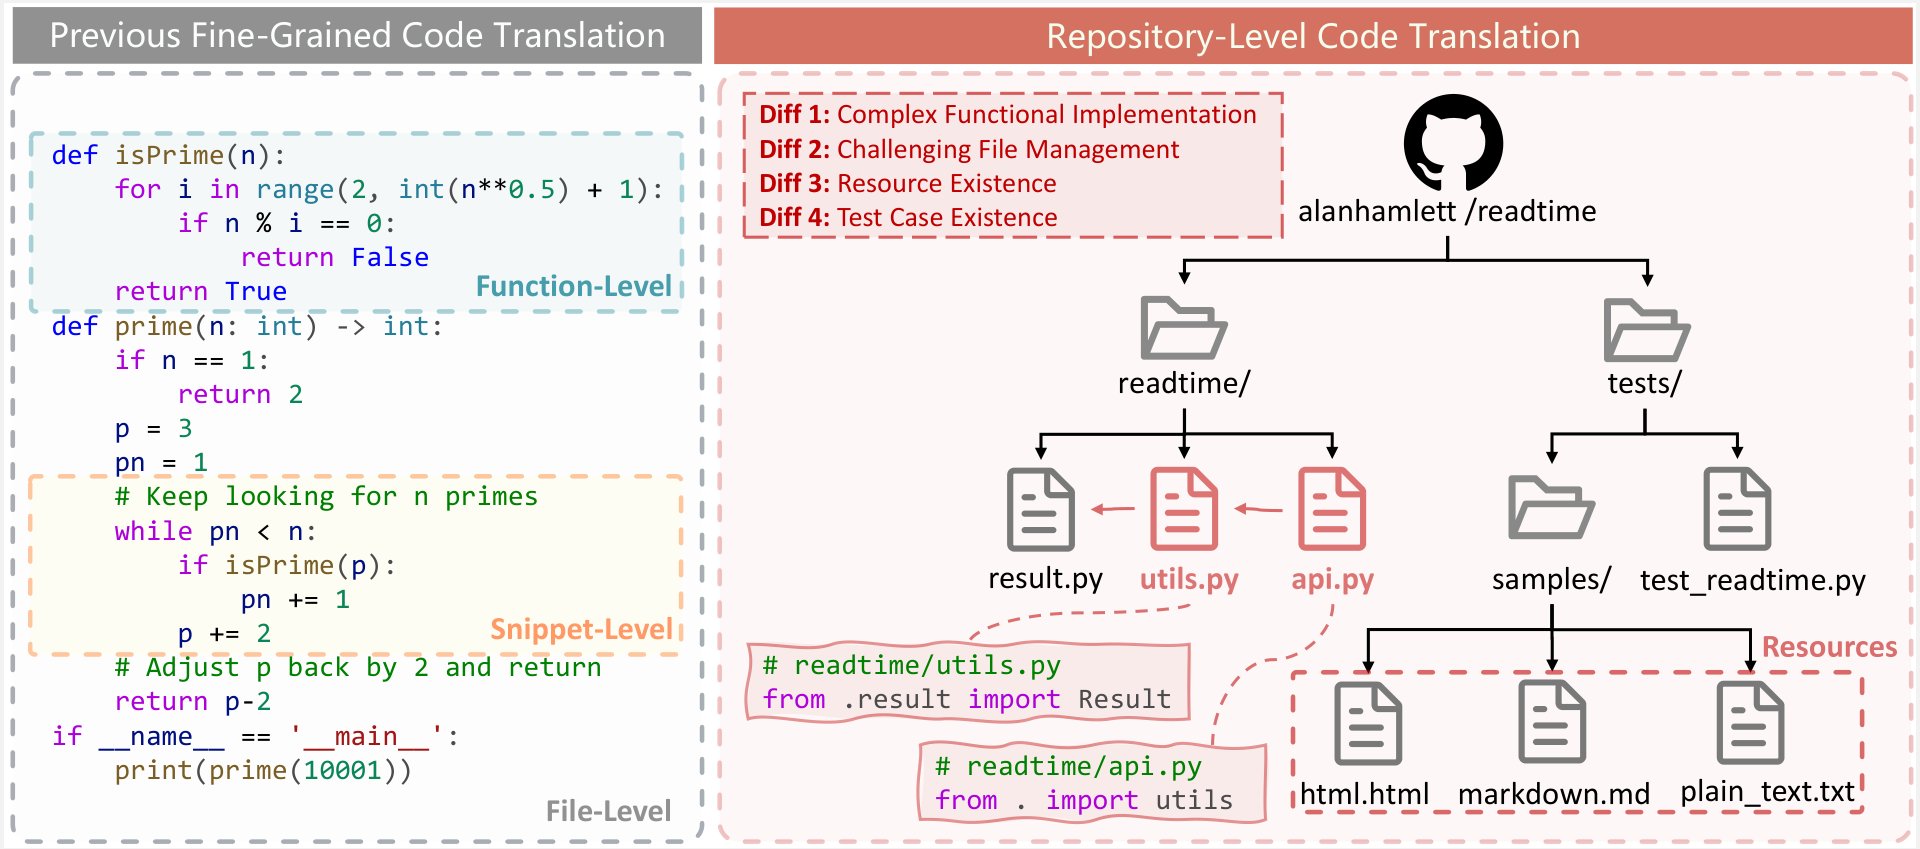 Previous Fine-Grained Code Translation
def isPrime(n):
    for i in range(2, int(n**0.5) + 1):
        if n % i == 0:
            return False
    return True
Function-Level
def prime(n: int) -> int:
    if n == 1:
        return 2
    p = 3
    pn = 1
    # Keep looking for n primes
    while pn < n:
        if isPrime(p):
            pn += 1
        p += 2
Snippet-Level
    # Adjust p back by 2 and return
    return p-2
if __name__ == '__main__':
    print(prime(10001))
File-Level
Repository-Level Code Translation
Diff 1: Complex Functional Implementation
Diff 2: Challenging File Management
Diff 3: Resource Existence
Diff 4: Test Case Existence
alanhamlett /readtime
readtime/
tests/
result.py
utils.py
api.py
samples/
test_readtime.py
# readtime/utils.py
from .result import Result
# readtime/api.py
from . import utils
Resources
html.html
markdown.md
plain_text.txt